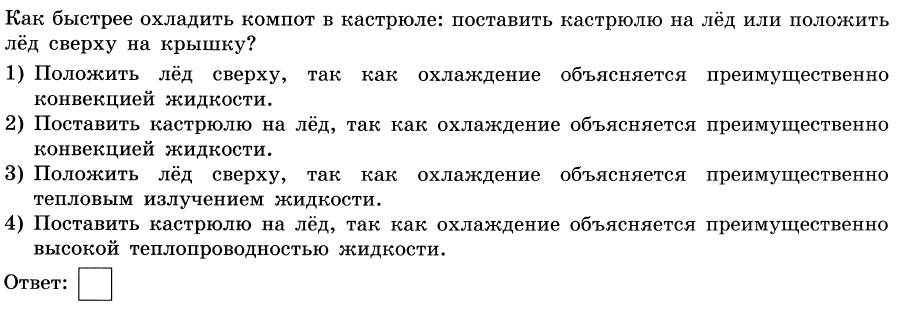 Как быстрее охладить компот в кастрюле: поставить кастрюлю на лёд или положить
лёд сверху на крышку?
1) Положить лёд сверху, так как охлаждение объясняется преимущественно
конвекцией жидкости.
2) Поставить кастрюлю на лёд, так как охлаждение объясняется преимущественно
конвекцией жидкости.
3) Положить лёд сверху, так как охлаждение объясняется преимущественно
тепловым излучением жидкости.
4) Поставить кастрюлю на лёд, так как охлаждение объясняется преимущественно
высокой теплопроводностью жидкости.
Ответ: